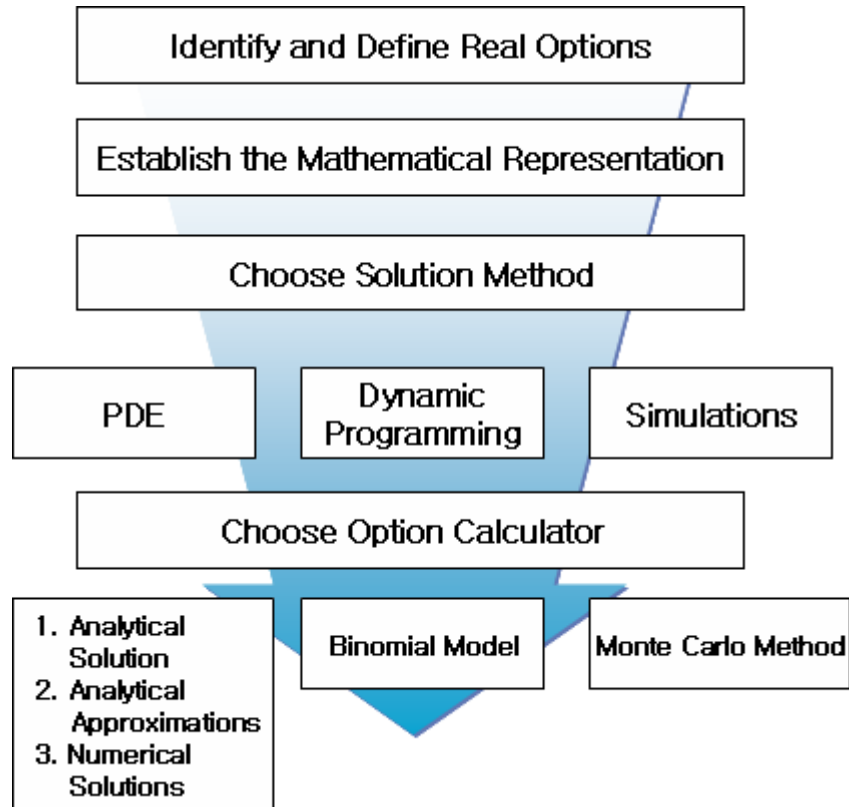 Identify and Define Real Options
Establish the Mathematical Representation
Choose Solution Method
PDE
Dynamic
Programming
Simulations
Choose Option Calculator
1. Analytical
Solution
2. Analytical
Approximations
3. Numerical
Solutions
Binomial Model
Monte Carlo Method